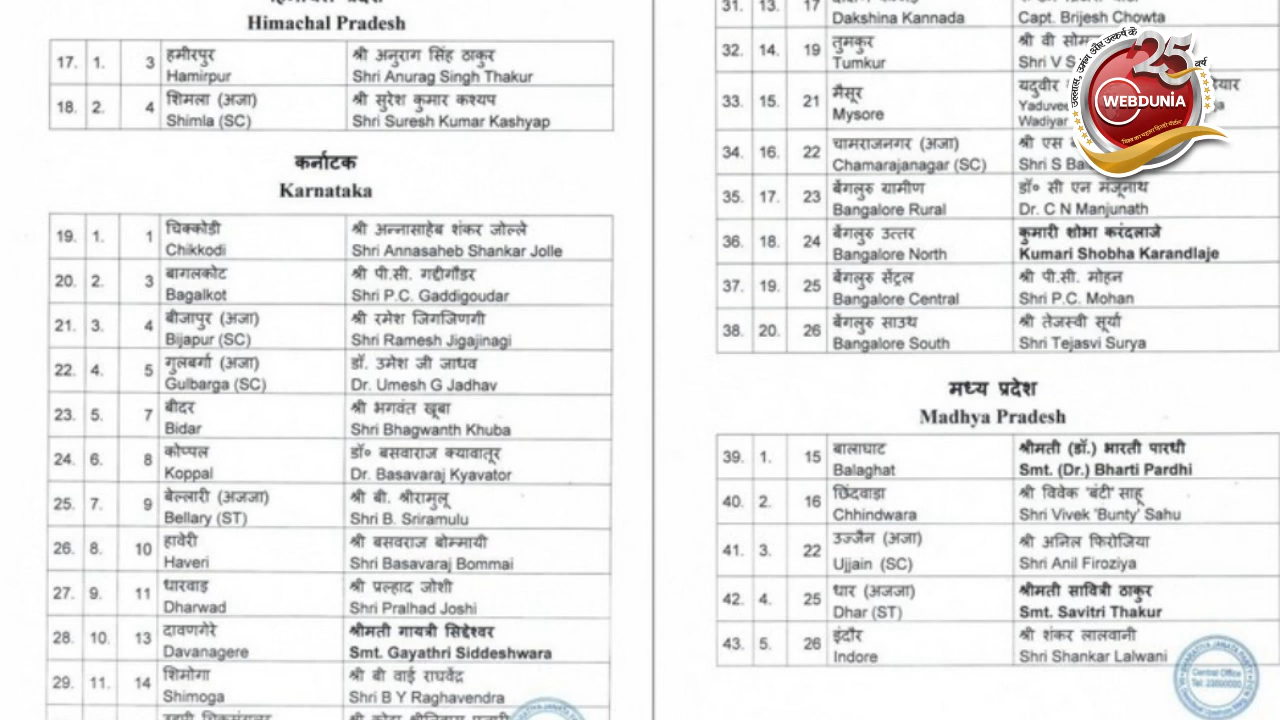 Himachal Pradesh
17. 1. 3 हमीरपुर श्री अनुराग सिंह ठाकुर
Hamirpur Shri Anurag Singh Thakur
18. 2. 4 शिमला (अजा) श्री सुरेश कुमार कश्यप
Shimla (SC) Shri Suresh Kumar Kashyap
कर्नाटक
Karnataka
19. 1. 1 चिक्कोडी श्री अन्नासाहेब शंकर जोल्ले
Chikkodi Shri Annasaheb Shankar Jolle
20. 2. 3 बागलकोट श्री पी.सी. गद्दीगौडर
Bagalkot Shri P.C. Gaddigoudar
21. 3. 4 बीजापुर (अजा) श्री रमेश जिगजिणगी
Bijapur (SC) Shri Ramesh Jigajinagi
22. 4. 5 गुलबर्गा (अजा) डॉ. उमेश जी जाधव
Gulbarga (SC) Dr. Umesh G Jadhav
23. 5. 7 बीदर श्री भगवंत खूबा
Bidar Shri Bhagwanth Khuba
24. 6. 8 कोप्पल डॉ० बसवाराज क्यावातूर
Koppal Dr. Basavaraj Kyavator
25. 7. 9 बेल्लारी (अजजा) श्री बी. श्रीरामुलू
Bellary (ST) Shri B. Sriramulu
26. 8. 10 हावेरी श्री बसवराज बोम्मायी
Haveri Shri Basavaraj Bommai
27. 9. 11 धारवाड़ श्री प्रल्हाद जोशी
Dharwad Shri Pralhad Joshi
28. 10. 13 दावणगेरे श्रीमती गायत्री सिद्देश्वर
Davanagere Smt. Gayathri Siddeshwara
29. 11. 14 शिमोगा श्री बी वाई राघवेंद्र
Shimoga Shri B Y Raghavendra
31. 13. 17
Dakshina Kannada Capt. Brijesh Chowta
32. 14. 19 तुमकुर श्री वी
Tumkur Shri V S
33. 15. 21 मैसूर यदुवीर
Mysore
Wadiyar
34. 16. 22 चामराजनगर (अजा) श्री एस
Chamarajanagar (SC) Shri S
35. 17. 23 बेंगलुरु ग्रामीण डॉ० सी एन मंजूनाथ
Bangalore Rural Dr. C N Manjunath
36. 18. 24 बेंगलुरु उत्तर कुमारी शोभा करंदलाजे
Bangalore North Kumari Shobha Karandlaje
37. 19. 25 बेंगलुरु सेंट्रल श्री पी.सी. मोहन
Bangalore Central Shri P.C. Mohan
38. 20. 26 बेंगलुरु साउथ श्री तेजस्वी सूर्या
Bangalore South Shri Tejasvi Surya
मध्य प्रदेश
Madhya Pradesh
39. 1. 15 बालाघाट श्रीमती (डॉ.) भारती पारधी
Balaghat Smt. (Dr.) Bharti Pardhi
40. 2. 16 छिंदवाड़ा श्री विवेक 'बंटी' साहू
Chhindwara Shri Vivek 'Bunty' Sahu
41. 3. 22 उज्जैन (अजा) श्री अनिल फिरोजिया
Ujjain (SC) Shri Anil Firoziya
42. 4. 25 धार (अजजा) श्रीमती सावित्री ठाकुर
Dhar (ST) Smt. Savitri Thakur
43. 5. 26 इंदौर श्री शंकर लालवानी
Indore Shri Shankar Lalwani
25 वर्ष
WEBDUNIA
Central Office